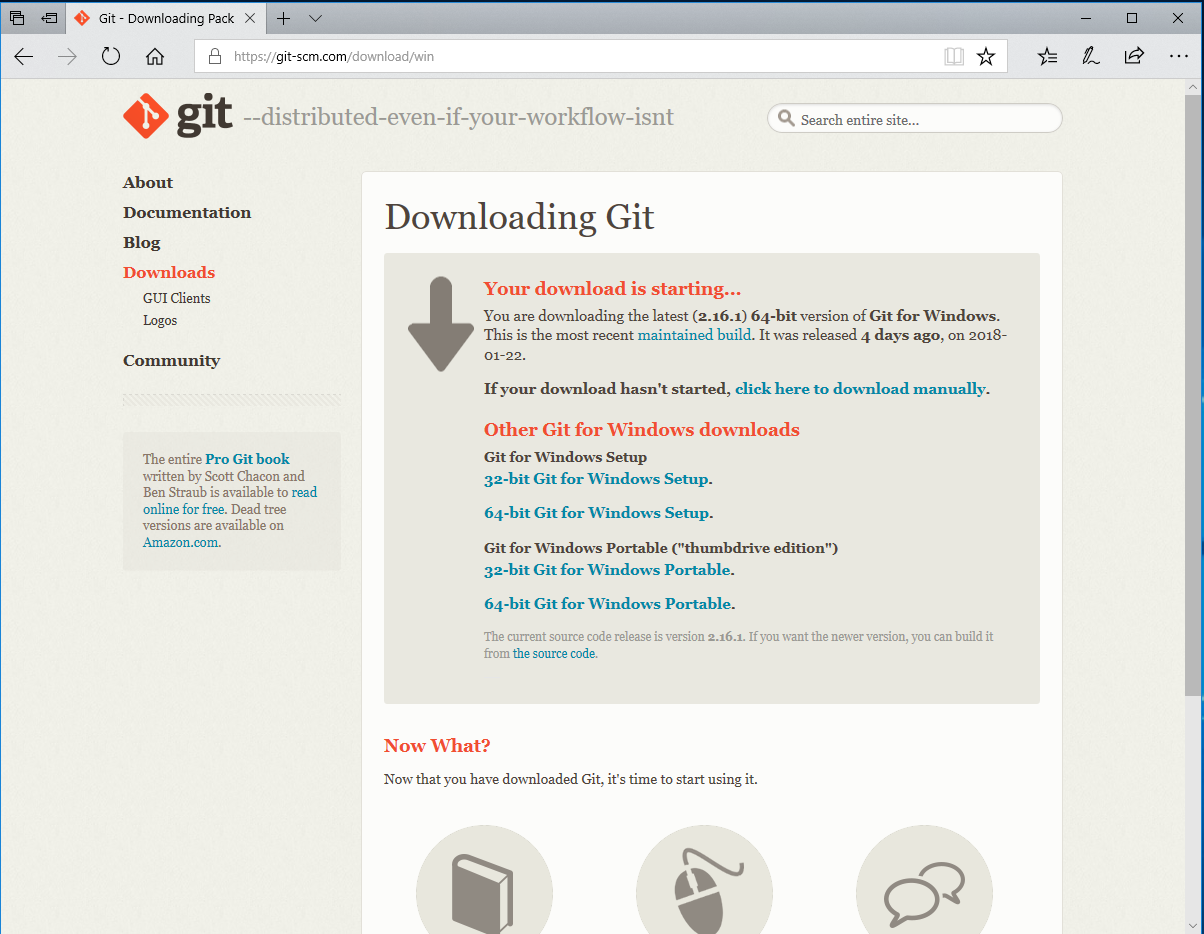 Git - Downloading Pack
https://git-scm.com/download/win
git --distributed-even-if-your-workflow-isnt
Search entire site...
About
Documentation
Blog
Downloads
GUI Clients
Logos
Community
The entire Pro Git book
written by Scott Chacon and
Ben Straub is available to read
online for free. Dead tree
versions are available on
Amazon.com.
Downloading Git
Your download is starting...
You are downloading the latest (2.16.1) 64-bit version of Git for Windows.
This is the most recent maintained build. It was released 4 days ago, on 2018-
01-22.
If your download hasn't started, click here to download manually.
Other Git for Windows downloads
Git for Windows Setup
32-bit Git for Windows Setup.
64-bit Git for Windows Setup.
Git for Windows Portable ("thumbdrive edition")
32-bit Git for Windows Portable.
64-bit Git for Windows Portable.
The current source code release is version 2.16.1. If you want the newer version, you can build it
from the source code.
Now What?
Now that you have downloaded Git, it's time to start using it.